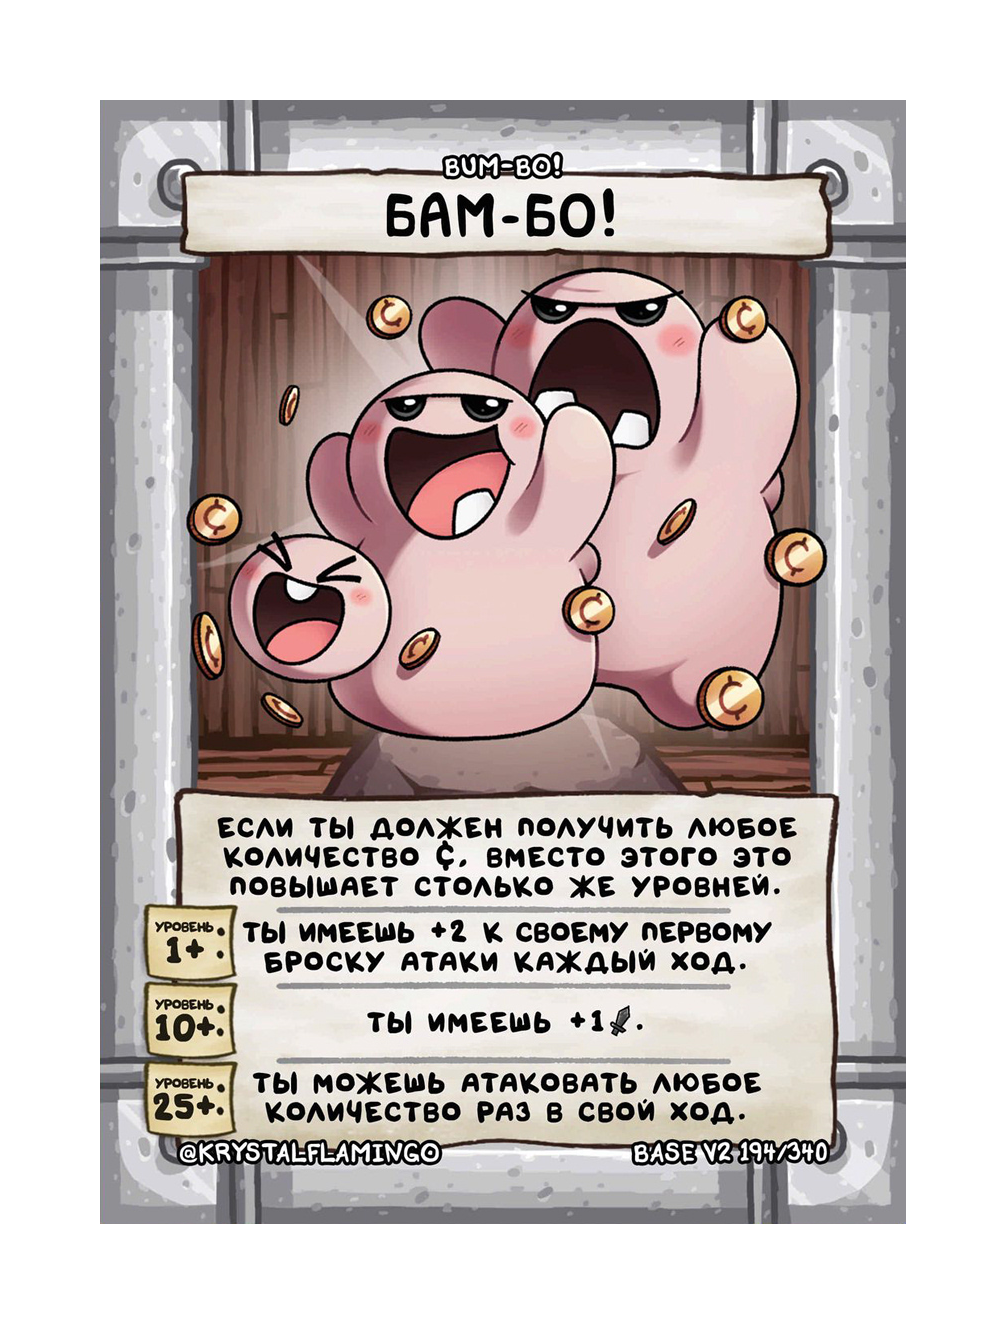 BUM-BO!
БАМ-БО!
ЕСЛИ ТЫ ДОЛЖЕН ПОЛУЧИТЬ ЛЮБОЕ
КОЛИЧЕСТВО ₵, ВМЕСТО ЭТОГО ЭТО
ПОВЫШАЕТ СТОЛЬКО ЖЕ УРОВНЕЙ.
УРОВЕНЬ
1+
ТЫ ИМЕЕШЬ +2 К СВОЕМУ ПЕРВОМУ
БРОСКУ АТАКИ КАЖДЫЙ ХОД.
УРОВЕНЬ
10+
ТЫ ИМЕЕШЬ +1.
УРОВЕНЬ
25+
ТЫ МОЖЕШЬ АТАКОВАТЬ ЛЮБОЕ
КОЛИЧЕСТВО РАЗ В СВОЙ ХОД.
@KRYSTALFLAMINGO
BASE V2 194/340